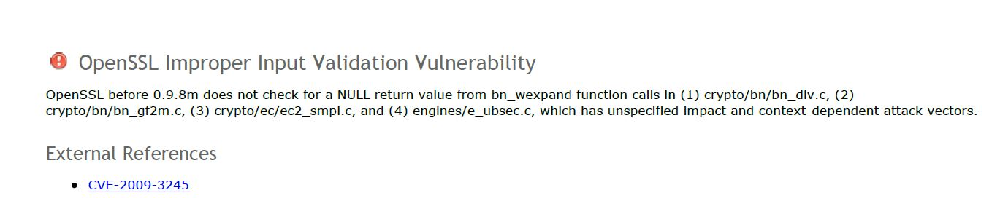 OpenSSL Improper Input Validation Vulnerability
OpenSSL before 0.9.8m does not check for a NULL return value from bn_wexpand function calls in (1) crypto/bn/bn_div.c, (2)
crypto/bn/bn_gf2m.c, (3) crypto/ec/ec2_smpl.c, and (4) engines/e_ubsec.c, which has unspecified impact and context-dependent attack vectors.
External References
• CVE-2009-3245